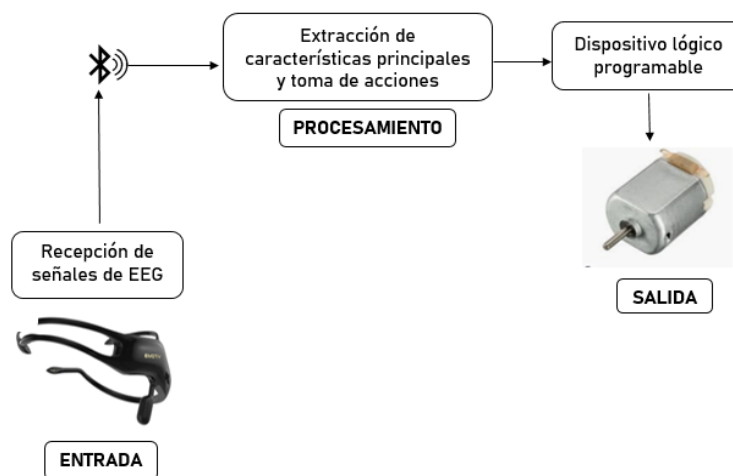 Extracción de
características principales
y toma de acciones
PROCESAMIENTO
Dispositivo lógico
programable
Recepción de
señales de EEG
SALIDA
ENTRADA